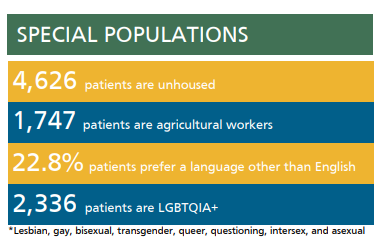 SPECIAL POPULATIONS
4,626 patients are unhoused
1,747 patients are agricultural workers
22.8% patients prefer a language other than English
2,336 patients are LGBTQIA+
*Lesbian, gay, bisexual, transgender, queer, questioning, intersex, and asexual